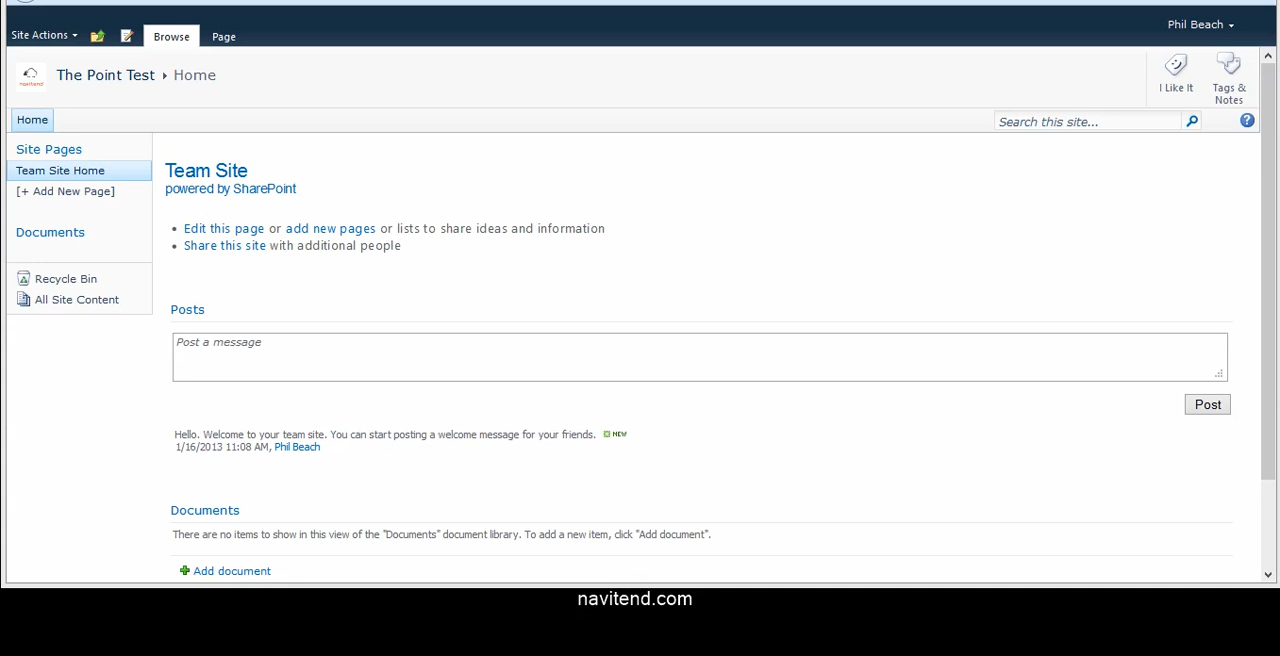 Phil Beach
Site Actions
Browse
Page
navitend
The Point Test Home
I Like It
Tags &
Notes
Home
Search this site...
Site Pages
Team Site Home
[+ Add New Page]
Documents
Recycle Bin
All Site Content
Team Site
powered by SharePoint
Edit this page or add new pages or lists to share ideas and information
Share this site with additional people
Posts
Post a message
Post
Hello. Welcome to your team site. You can start posting a welcome message for your friends. NEW
1/16/2013 11:08 AM, Phil Beach
Documents
There are no items to show in this view of the "Documents" document library. To add a new item, click "Add document".
Add document
navitend.com